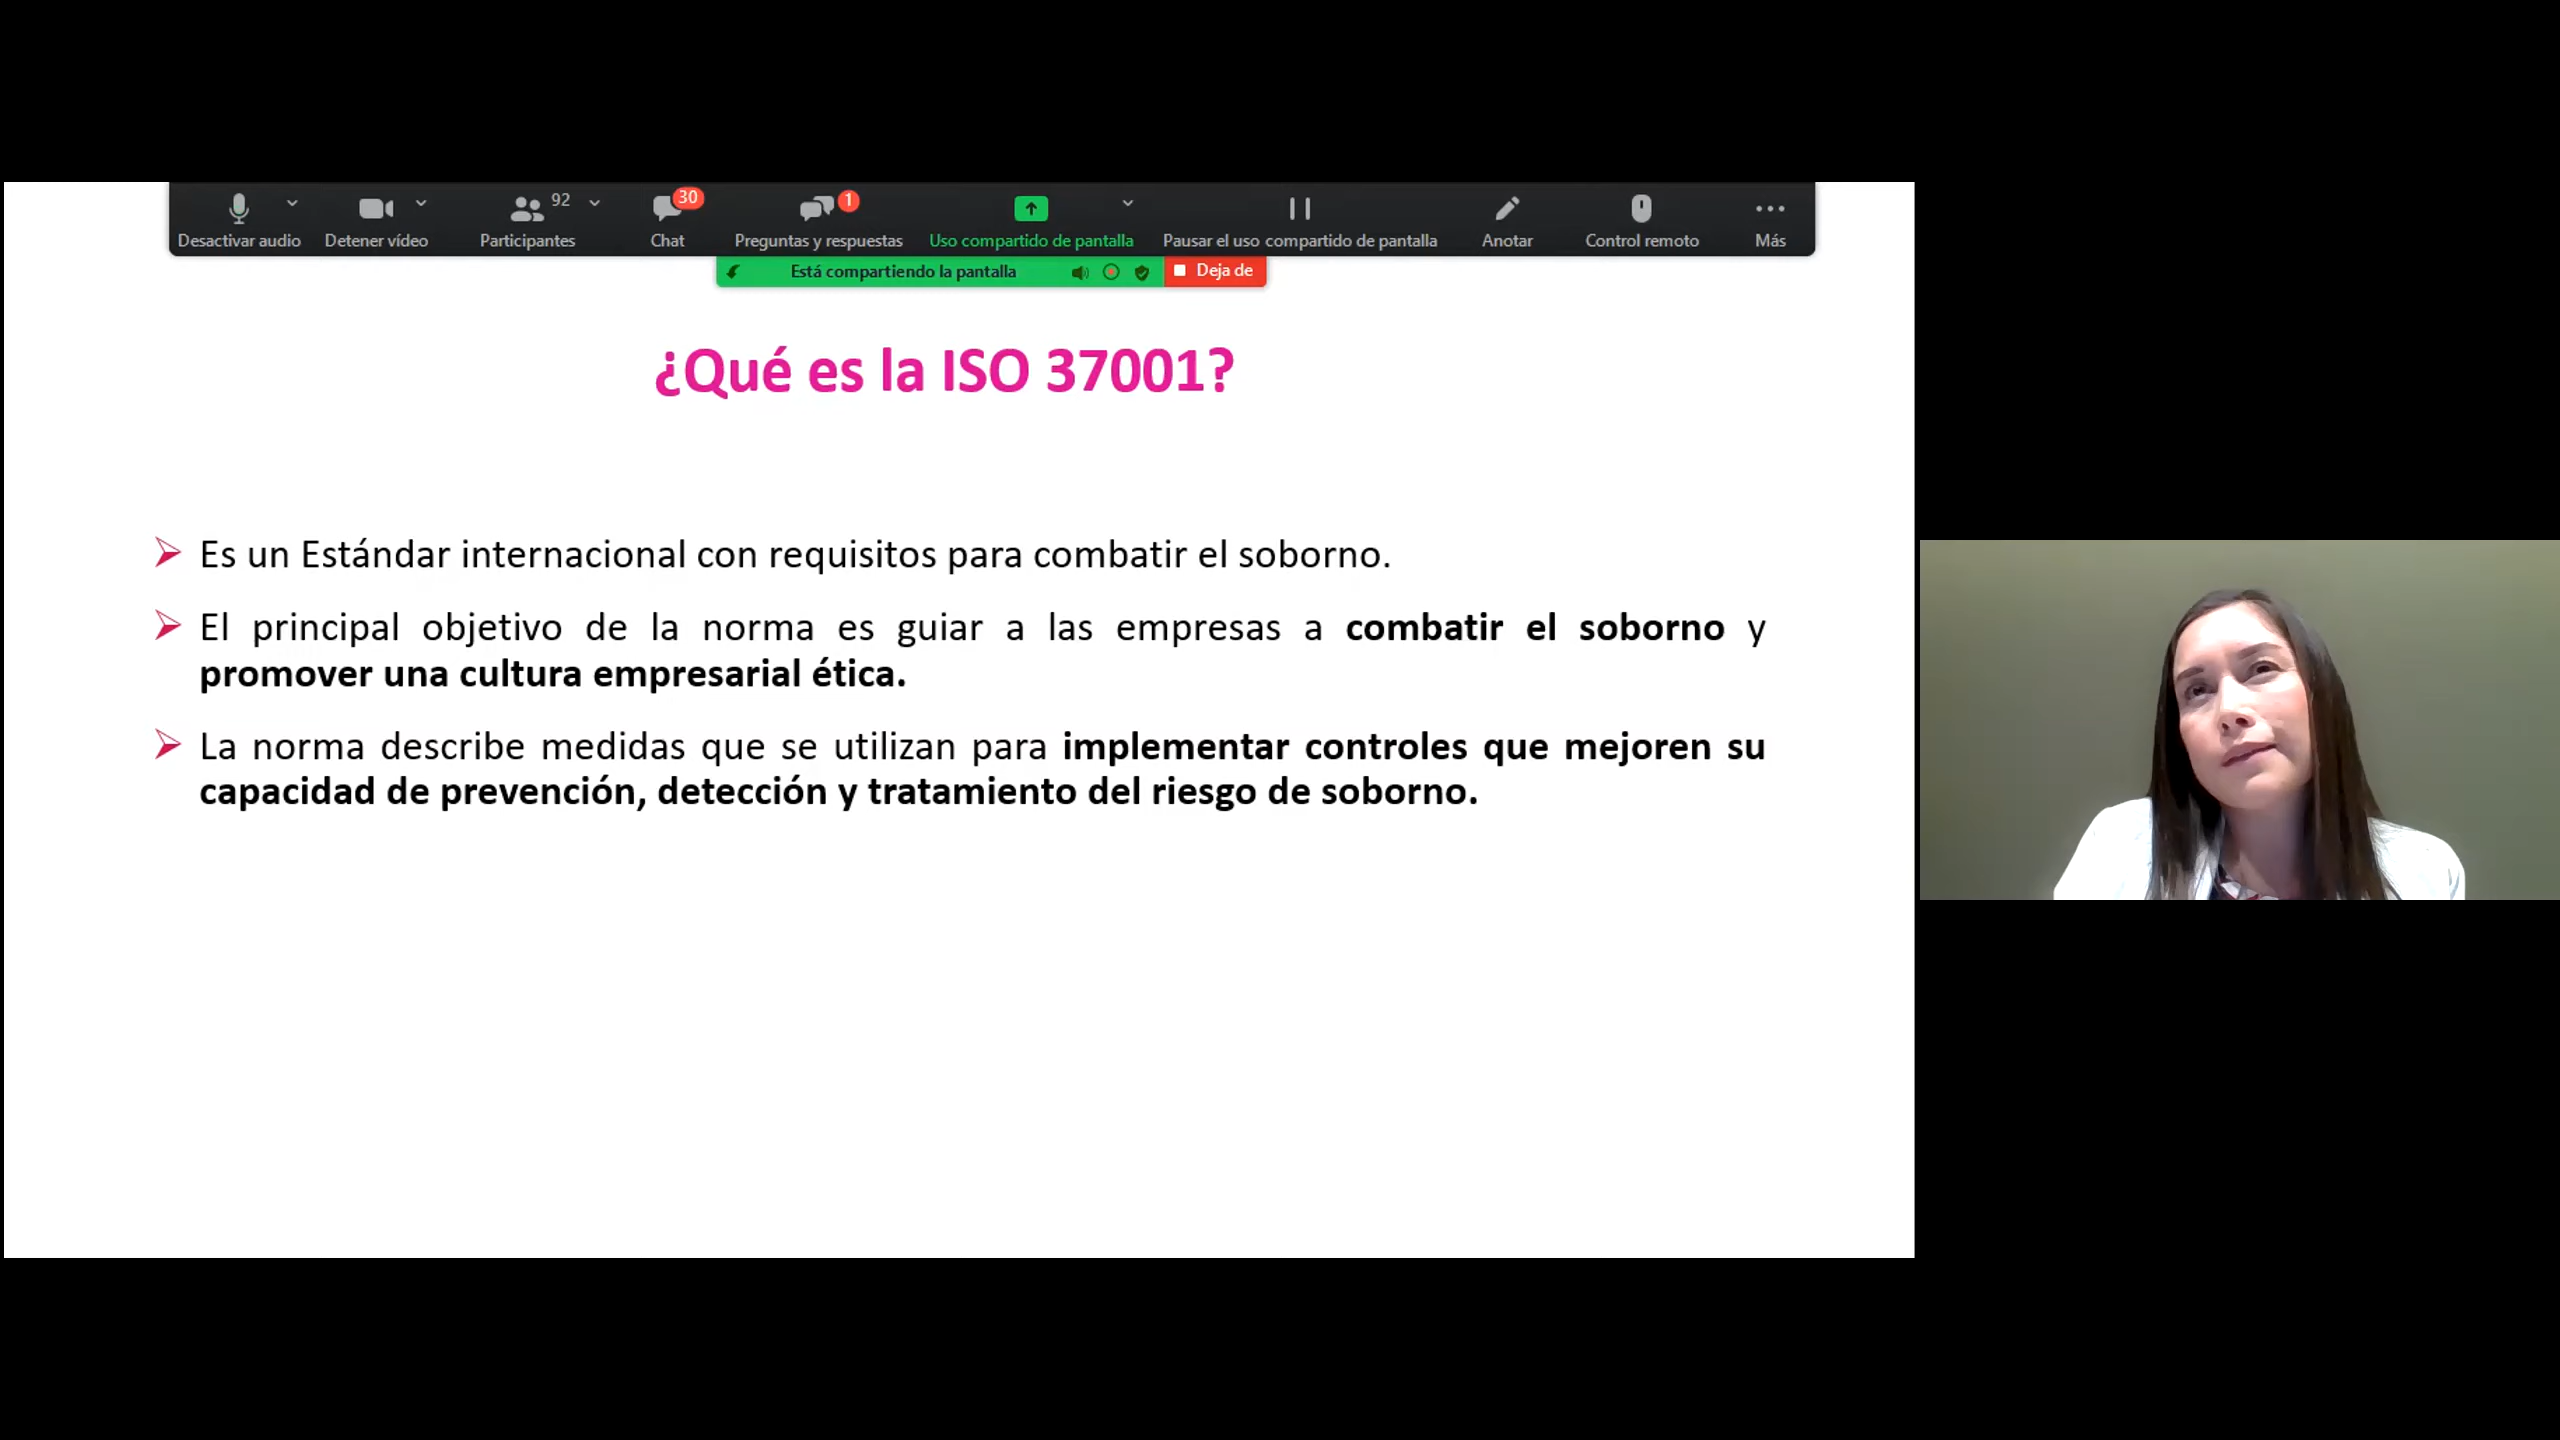 92
30
1
Desactivar audio
Detener vídeo
Participantes
Chat
Preguntas y respuestas
Uso compartido de pantalla
Pausar el uso compartido de pantalla
Anotar
Control remoto
Más
Está compartiendo la pantalla
Deja de
¿Qué es la ISO 37001?
Es un Estándar internacional con requisitos para combatir el soborno.
El principal objetivo de la norma es guiar a las empresas a combatir el soborno y
promover una cultura empresarial ética.
La norma describe medidas que se utilizan para implementar controles que mejoren su
capacidad de prevención, detección y tratamiento del riesgo de soborno.